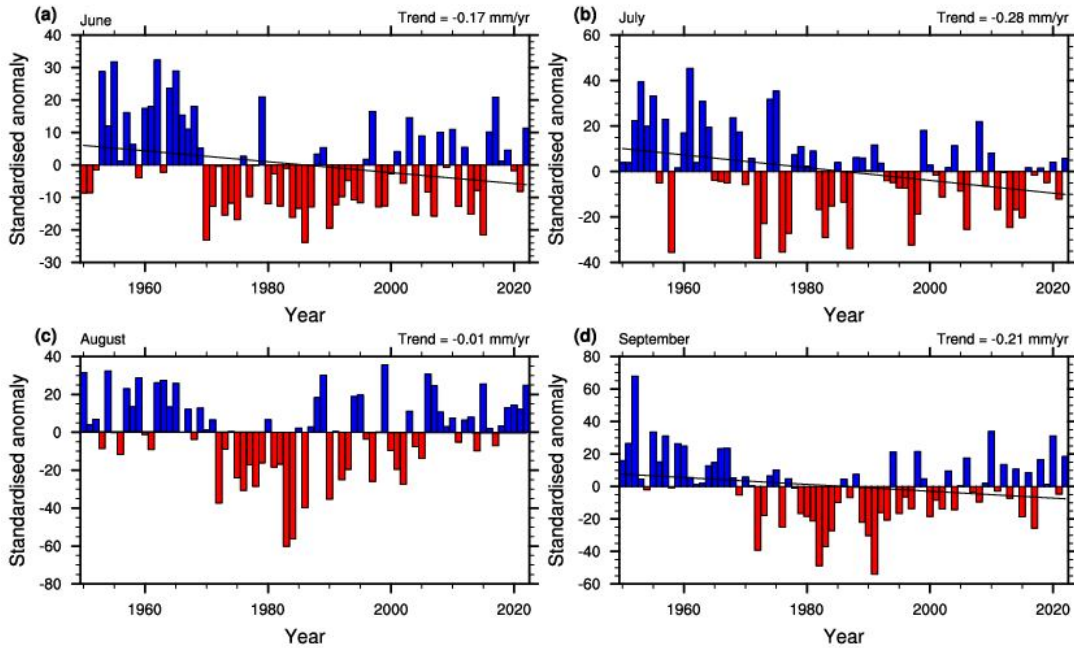 (a) June Trend = -0.17 mm/yr
Standardised anomaly
40
30
20
10
0
-10
-20
-30
1960 1980 2000 2020
Year
(b) July Trend = -0.28 mm/yr
Standardised anomaly
60
40
20
0
-20
-40
1960 1980 2000 2020
Year
(c) August Trend = -0.01 mm/yr
Standardised anomaly
40
20
0
-20
-40
-60
-80
1960 1980 2000 2020
Year
(d) September Trend = -0.21 mm/yr
Standardised anomaly
80
60
40
20
0
-20
-40
-60
1960 1980 2000 2020
Year